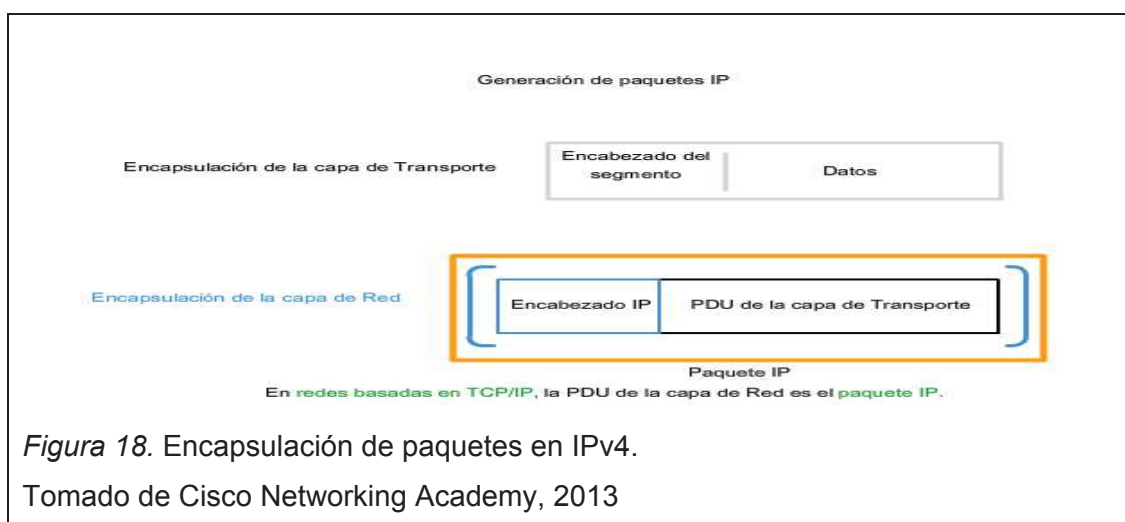 Generación de paquetes IP
Encapsulación de la capa de Transporte
Encabezado del
segmento
Datos
Encapsulación de la capa de Red
Encabezado IP
PDU de la capa de Transporte
Paquete IP
En redes basadas en TCP/IP, la PDU de la capa de Red es el paquete IP.
Figura 18. Encapsulación de paquetes en IPv4.
Tomado de Cisco Networking Academy, 2013